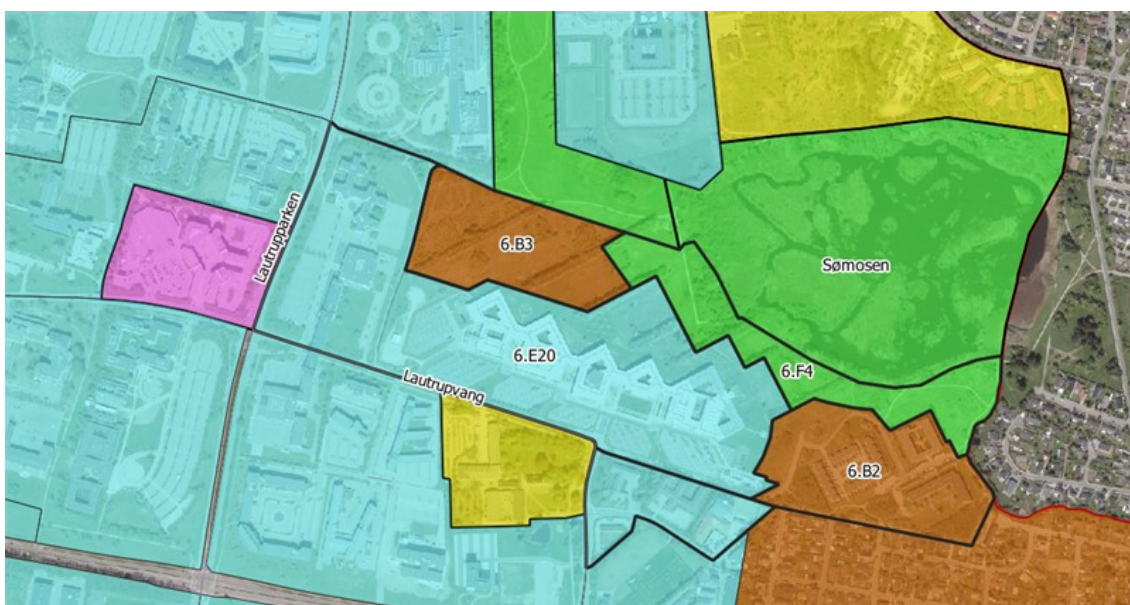 Lautrupparken
6.B3
Sømosen
6.E20
6.F4
Lautrupvang
6.B2